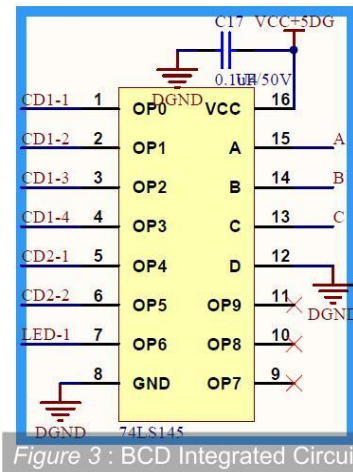 C17 VCC+5DG
0.1uF/50V
DGND
CD1-1 1 OP0 VCC 16
CD1-2 2 OP1 A 15 A
CD1-3 3 OP2 B 14 B
CD1-4 4 OP3 C 13 C
CD2-1 5 OP4 D 12
CD2-2 6 OP5 OP9 11 DGND
LED-1 7 OP6 OP8 10
8 GND OP7 9
DGND 74LS145
Figure 3 : BCD Integrated Circui